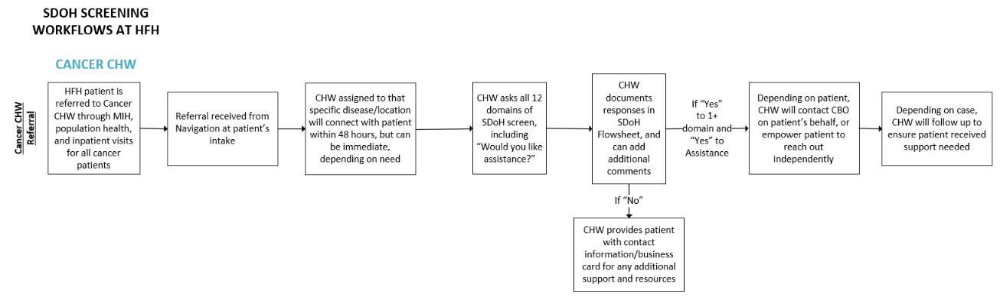 SDOH SCREENING
WORKFLOWS AT HFH
CANCER CHW
Cancer CHW
Referral
HFH patient is
referred to Cancer
CHW through MIH,
population health,
and inpatient visits
for all cancer
patients
Referral received from
Navigation at patient's
intake
CHW assigned to that
specific disease/location
will connect with patient
within 48 hours, but can
be immediate,
depending on need
CHW asks all 12
domains of
SDoH screen,
including
"Would you like
assistance?"
CHW
documents
responses in
SDoH
Flowsheet, and
can add
additional
comments
If "Yes"
to 1+
domain and
"Yes" to
Assistance
Depending on patient,
CHW will contact CBO
on patient's behalf, or
empower patient to
reach out
independently
Depending on case,
CHW will follow up to
ensure patient received
support needed
If "No"
CHW provides patient
with contact
information/business
card for any additional
support and resources